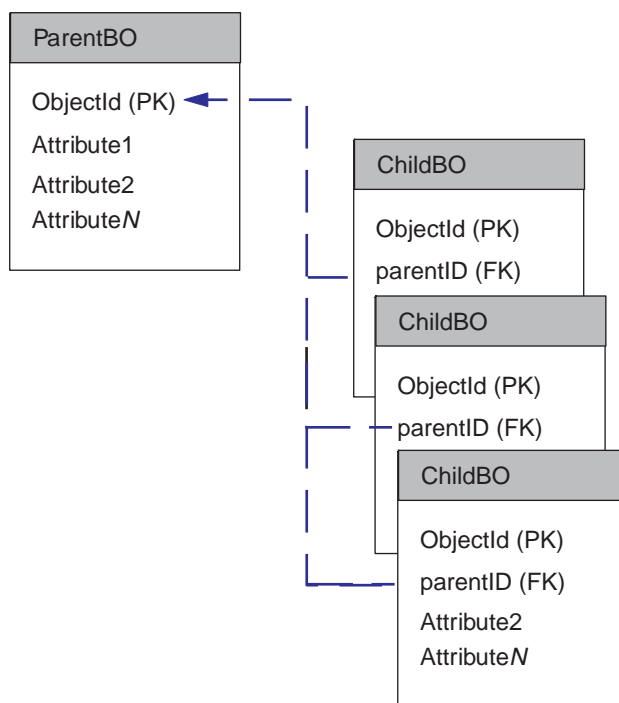 ParentBO
ObjectId (PK)
Attribute1
Attribute2
AttributeN
ChildBO
ObjectId (PK)
parentID (FK)
ChildBO
ObjectId (PK)
parentID (FK)
ChildBO
ObjectId (PK)
parentID (FK)
Attribute2
AttributeN